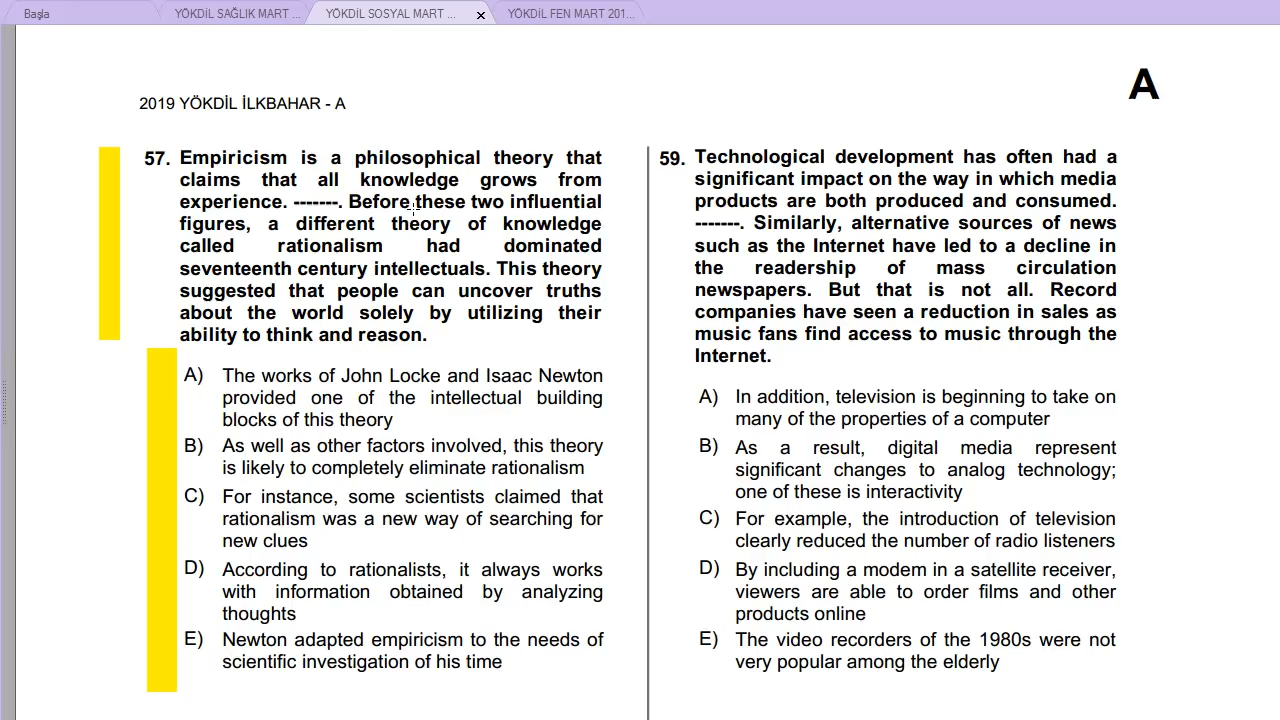 Başla
YÖKDİL SAĞLIK MART ...
YÖKDİL SOSYAL MART ...
YÖKDİL FEN MART 201...
A
2019 YÖKDİL İLKBAHAR - A
57. Empiricism is a philosophical theory that
claims that all knowledge grows from
experience. -------. Before these two influential
figures, a different theory of knowledge
called rationalism had dominated
seventeenth century intellectuals. This theory
suggested that people can uncover truths
about the world solely by utilizing their
ability to think and reason.
A) The works of John Locke and Isaac Newton
provided one of the intellectual building
blocks of this theory
B) As well as other factors involved, this theory
is likely to completely eliminate rationalism
C) For instance, some scientists claimed that
rationalism was a new way of searching for
new clues
D) According to rationalists, it always works
with information obtained by analyzing
thoughts
E) Newton adapted empiricism to the needs of
scientific investigation of his time
59. Technological development has often had a
significant impact on the way in which media
products are both produced and consumed.
-------. Similarly, alternative sources of news
such as the Internet have led to a decline in
the readership of mass circulation
newspapers. But that is not all. Record
companies have seen a reduction in sales as
music fans find access to music through the
Internet.
A) In addition, television is beginning to take on
many of the properties of a computer
B) As a result, digital media represent
significant changes to analog technology;
one of these is interactivity
C) For example, the introduction of television
clearly reduced the number of radio listeners
D) By including a modem in a satellite receiver,
viewers are able to order films and other
products online
E) The video recorders of the 1980s were not
very popular among the elderly